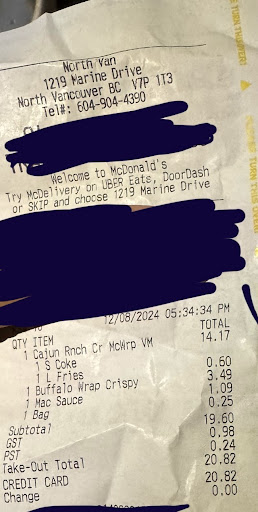 North Van
1219 Marine Drive
North Vancouver BC V7P 1T3
Tel#: 604-904-4390
Welcome to McDonald's
Try McDelivery on UBER Eats, DoorDash
or SKIP and choose 1219 Marine Drive
12/08/2024 05:34:34 PM
QTY ITEM TOTAL
1 Cajun Rnch Cr McWrp VM 14.17
1 S Coke
1 L Fries 0.60
1 Buffalo Wrap Crispy 3.49
1 Mac Sauce 1.09
1 Bag 0.25
Subtotal 19.60
GST 0.98
PST 0.24
Take-Out Total 20.82
CREDIT CARD 20.82
Change 0.00